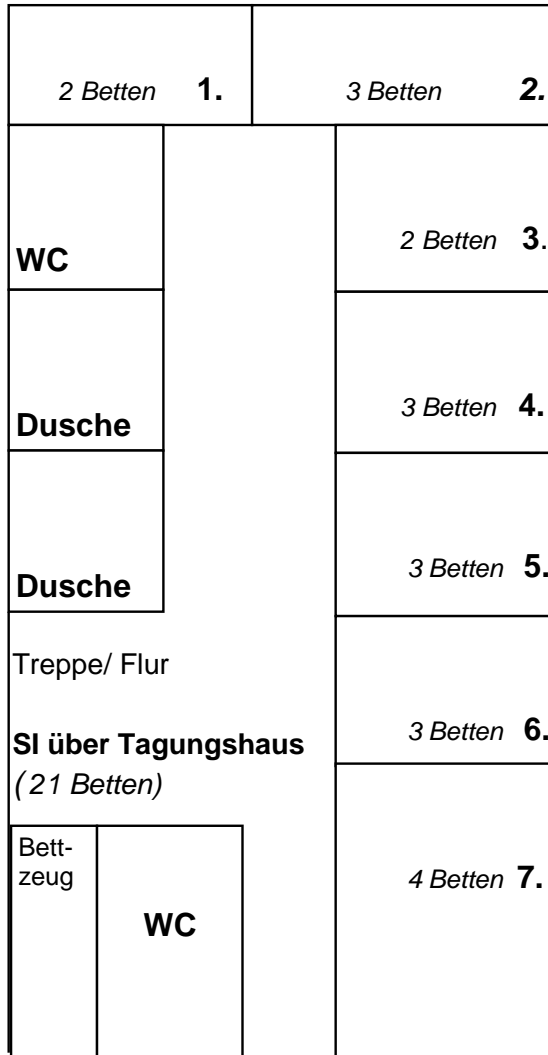 2 Betten 1.
3 Betten 2.
WC
2 Betten 3.
Dusche
3 Betten 4.
Dusche
3 Betten 5.
Treppe/ Flur
SI über Tagungshaus
(21 Betten)
3 Betten 6.
Bett-
zeug
WC
4 Betten 7.